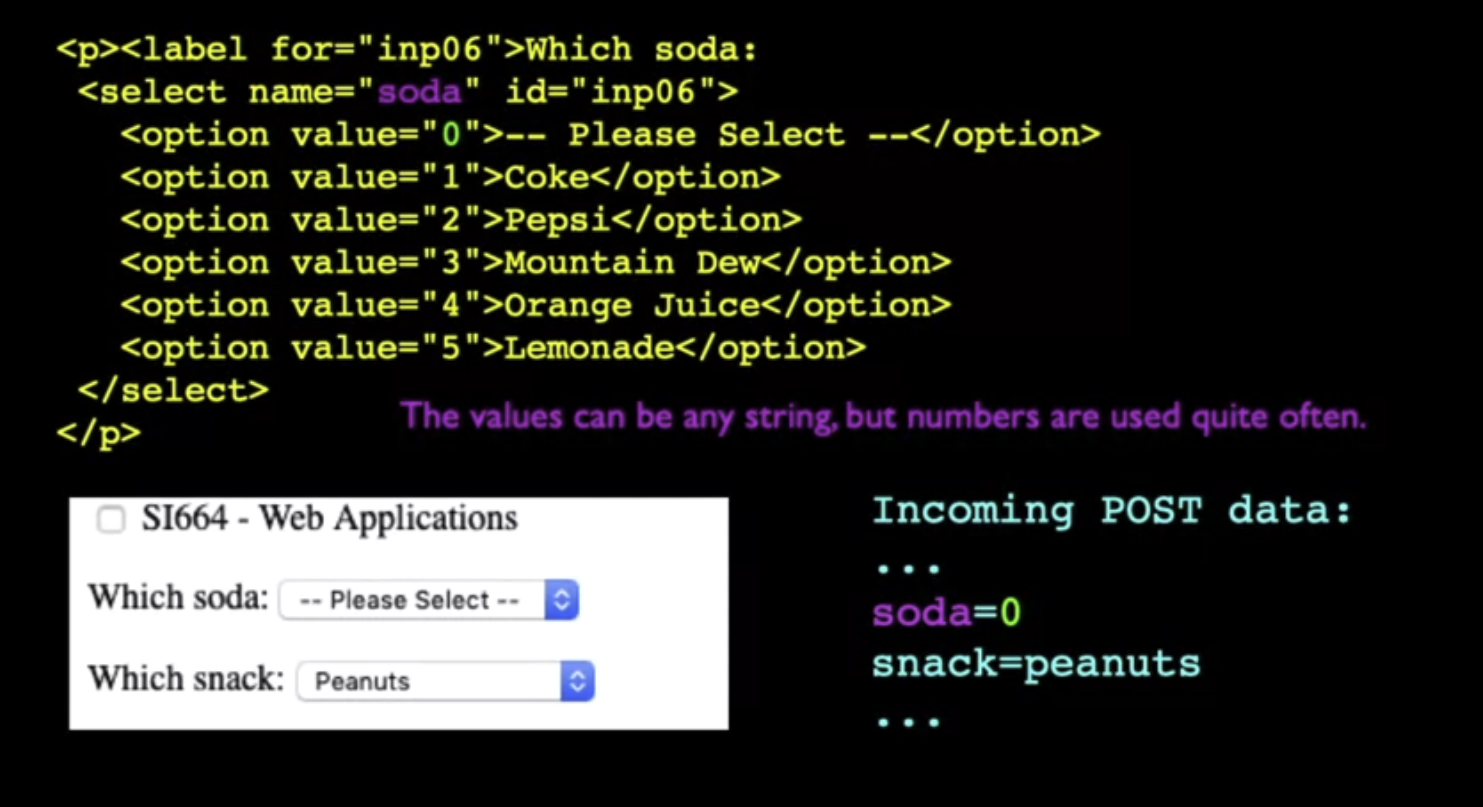 <p><label for="inp06">Which soda:
<select name="soda" id="inp06">
<option value="0">-- Please Select --</option>
<option value="1">Coke</option>
<option value="2">Pepsi</option>
<option value="3">Mountain Dew</option>
<option value="4">Orange Juice</option>
<option value="5">Lemonade</option>
</select>
</p>
The values can be any string, but numbers are used quite often.
SI664 - Web Applications
Which soda: -- Please Select --
Which snack: Peanuts
Incoming POST data:
...
soda=0
snack=peanuts
...